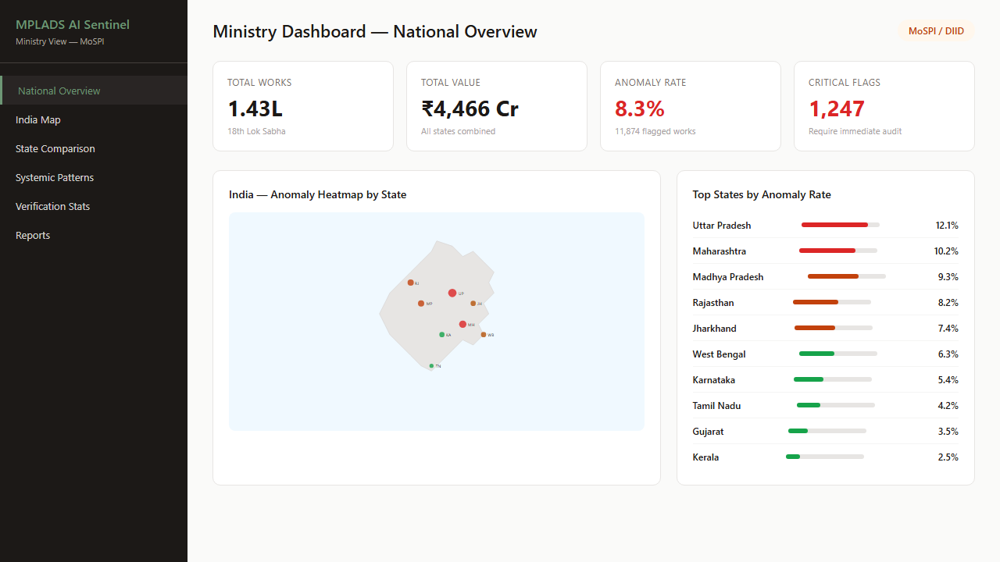 MPLADS AI Sentinel
Ministry View — MoSPI
National Overview
India Map
State Comparison
Systemic Patterns
Verification Stats
Reports
Ministry Dashboard — National Overview
MoSPI / DIID
TOTAL WORKS
1.43L
18th Lok Sabha
TOTAL VALUE
₹4,466 Cr
All states combined
ANOMALY RATE
8.3%
11,874 flagged works
CRITICAL FLAGS
1,247
Require immediate audit
India — Anomaly Heatmap by State
RJ
UP
MP
JH
MH
KA
WB
TN
Top States by Anomaly Rate
Uttar Pradesh 12.1%
Maharashtra 10.2%
Madhya Pradesh 9.3%
Rajasthan 8.2%
Jharkhand 7.4%
West Bengal 6.3%
Karnataka 5.4%
Tamil Nadu 4.2%
Gujarat 3.5%
Kerala 2.5%